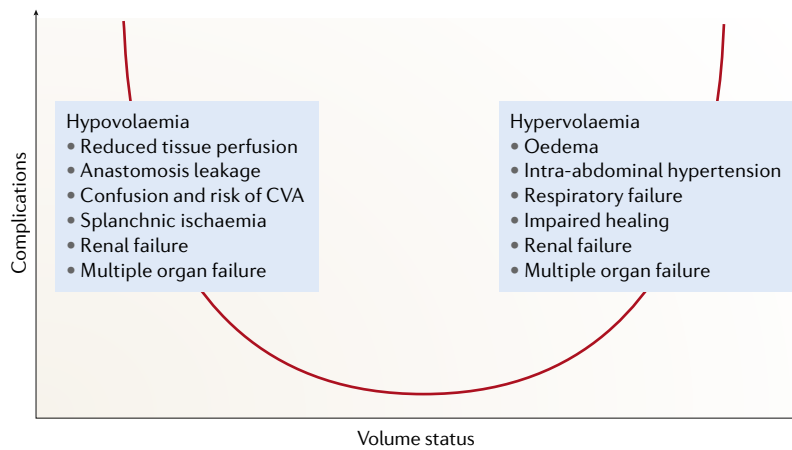 Complications
Hypovolaemia
• Reduced tissue perfusion
• Anastomosis leakage
• Confusion and risk of CVA
• Splanchnic ischaemia
• Renal failure
• Multiple organ failure
Hypervolaemia
• Oedema
• Intra-abdominal hypertension
• Respiratory failure
• Impaired healing
• Renal failure
• Multiple organ failure
Volume status